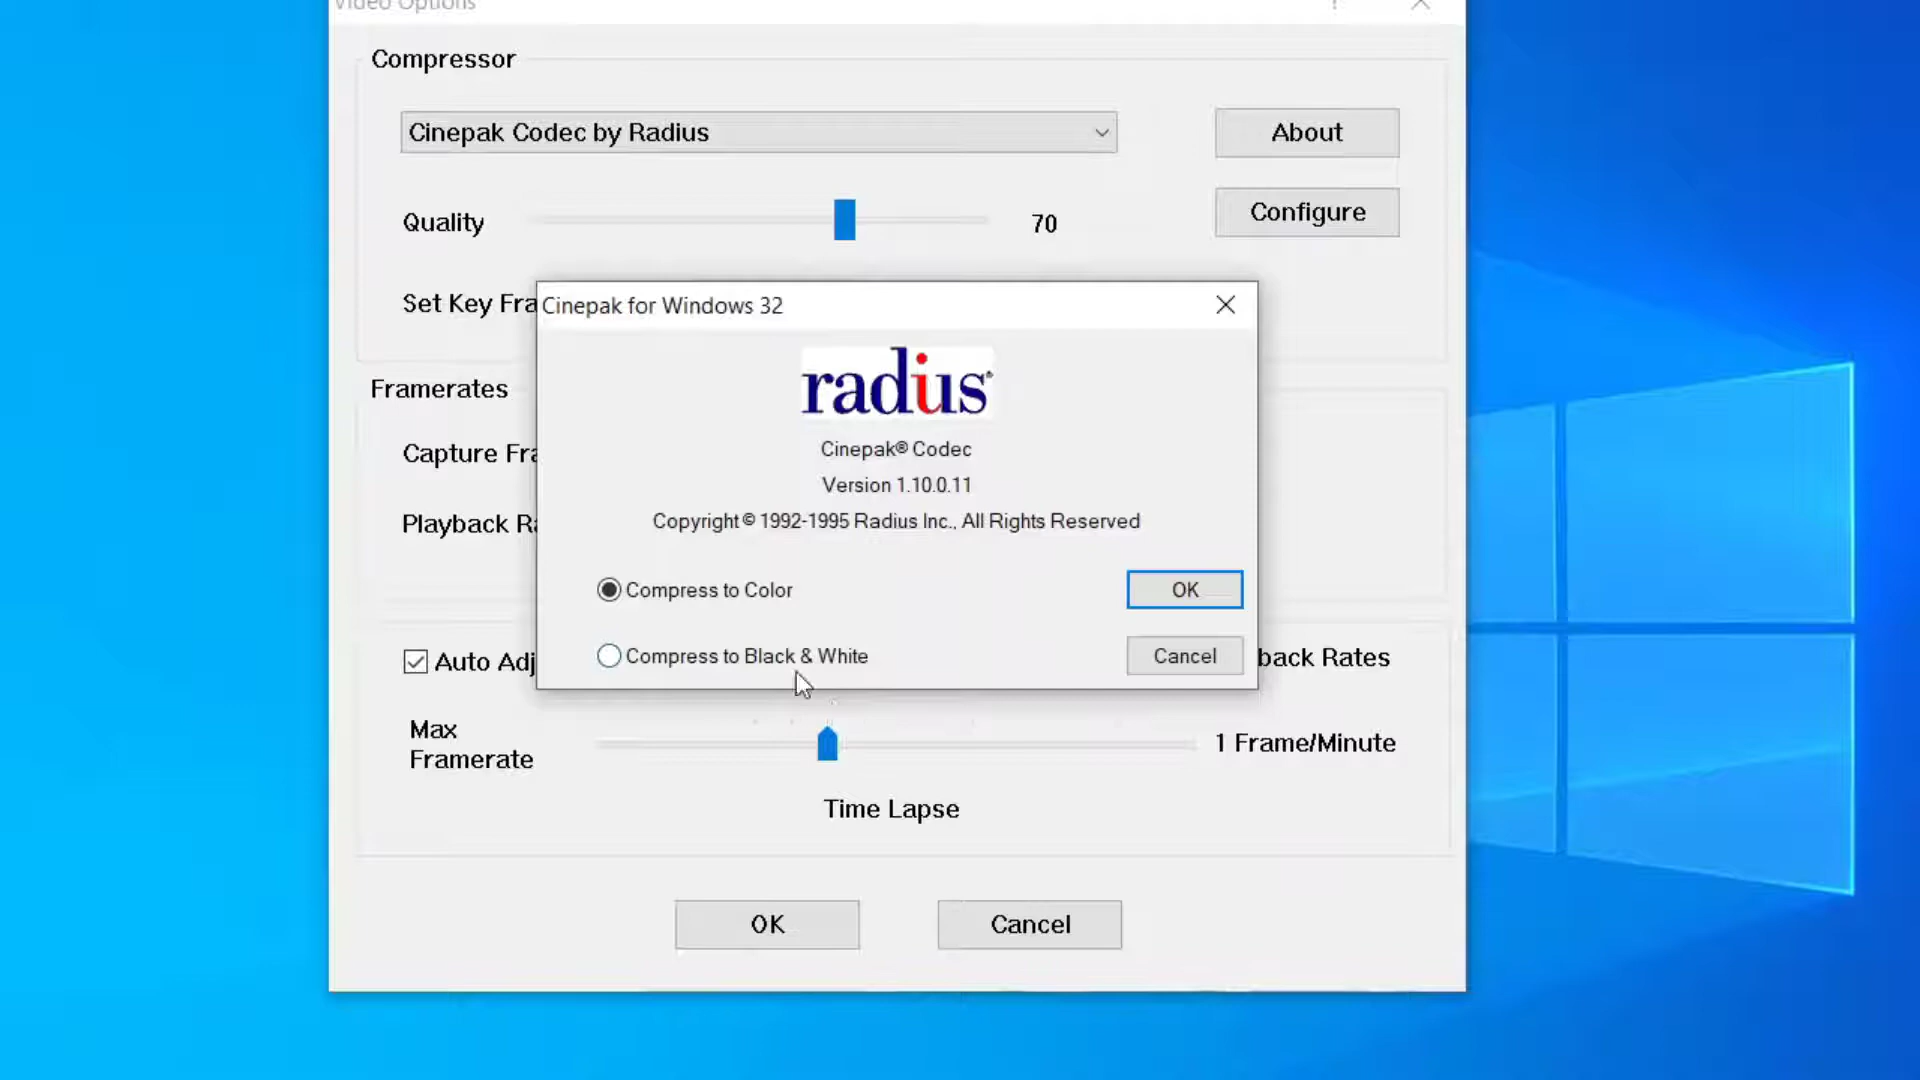 Video Options
Compressor
Cinepak Codec by Radius
About
Quality
70
Configure
Set Key Fra
Cinepak for Windows 32
radius
Cinepak® Codec
Version 1.10.0.11
Copyright © 1992-1995 Radius Inc., All Rights Reserved
Framerates
Capture Fra
Playback Ra
Compress to Color
OK
Compress to Black & White
Cancel
Auto Adj
back Rates
Max
Framerate
1 Frame/Minute
Time Lapse
OK
Cancel